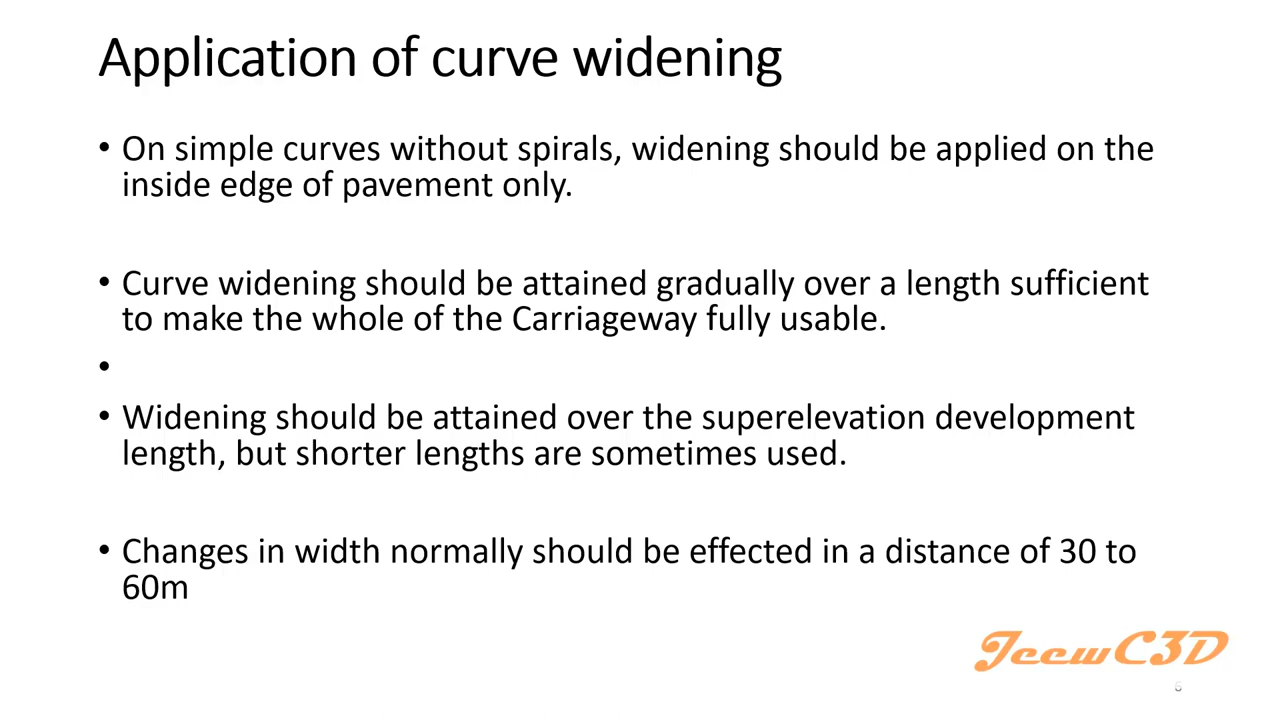 Application of curve widening
• On simple curves without spirals, widening should be applied on the
inside edge of pavement only.
• Curve widening should be attained gradually over a length sufficient
to make the whole of the Carriageway fully usable.
•
• Widening should be attained over the superelevation development
length, but shorter lengths are sometimes used.
• Changes in width normally should be effected in a distance of 30 to
60m
JeewC3D
6